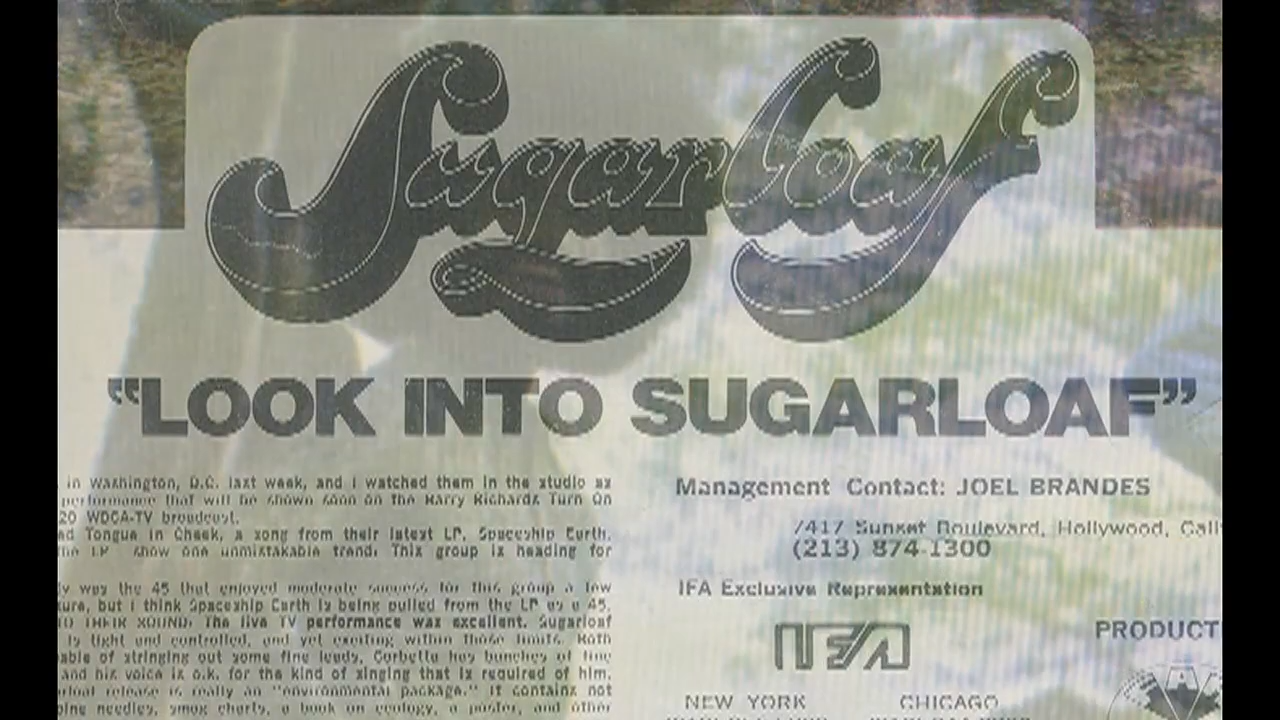 Sugarloaf
“LOOK INTO SUGARLOAF”
in Washington, D.C. last week, and I watched them in the studio as
performance that will be shown soon on the Barry Richards Turn On
20 WDCA-TV broadcast.
ed Tongue in Cheek, a song from their latest LP, Spaceship Earth.
the LP show one unmistakable trend: This group is heading for
was the 45 that enjoyed moderate success for this group a few
but I think Spaceship Earth is being pulled from the LP as a 45.
TO THEIR SOUND: The live TV performance was excellent. Sugarloaf
is tight and controlled, and yet exciting within those limits. Both
able of stringing out some fine leads. Corbetta has bunches of fine
and his voice is o.k. for the kind of singing that is required of him.
release is really an "environmental package." It contains not
pine needles, smog charts, a book on ecology, a poster, and other
Management Contact: JOEL BRANDES
7417 Sunset Boulevard, Hollywood, Cali
(213) 874-1300
IFA Exclusive Representation
IFA
NEW YORK CHICAGO
PRODUCT